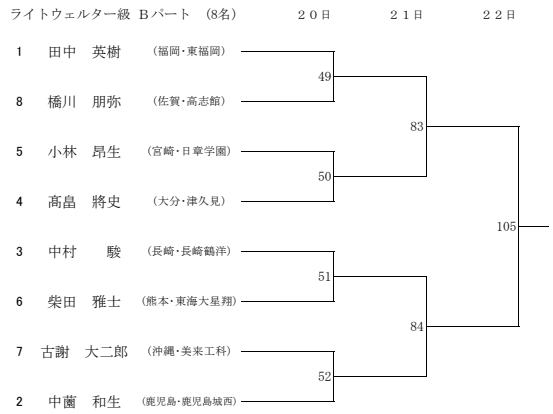 ライトウェルター級 Bパート (8名) 20日 21日 22日
1 田中 英樹 (福岡・東福岡)
49
8 橋川 朋弥 (佐賀・高志館)
83
5 小林 昂生 (宮崎・日章学園)
50
4 髙畠 將史 (大分・津久見)
105
3 中村 駿 (長崎・長崎鶴洋)
51
6 柴田 雅士 (熊本・東海大星翔)
84
7 古謝 大二郎 (沖縄・美来工科)
52
2 中薗 和生 (鹿児島・鹿児島城西)